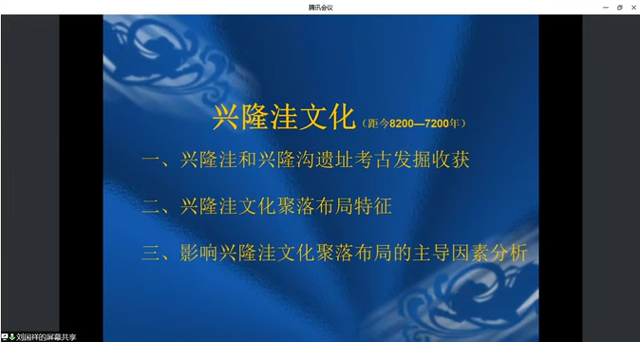 腾讯会议
兴隆洼文化（距今8200—7200年）
一、兴隆洼和兴隆沟遗址考古发掘收获
二、兴隆洼文化聚落布局特征
三、影响兴隆洼文化聚落布局的主导因素分析
刘国祥的屏幕共享